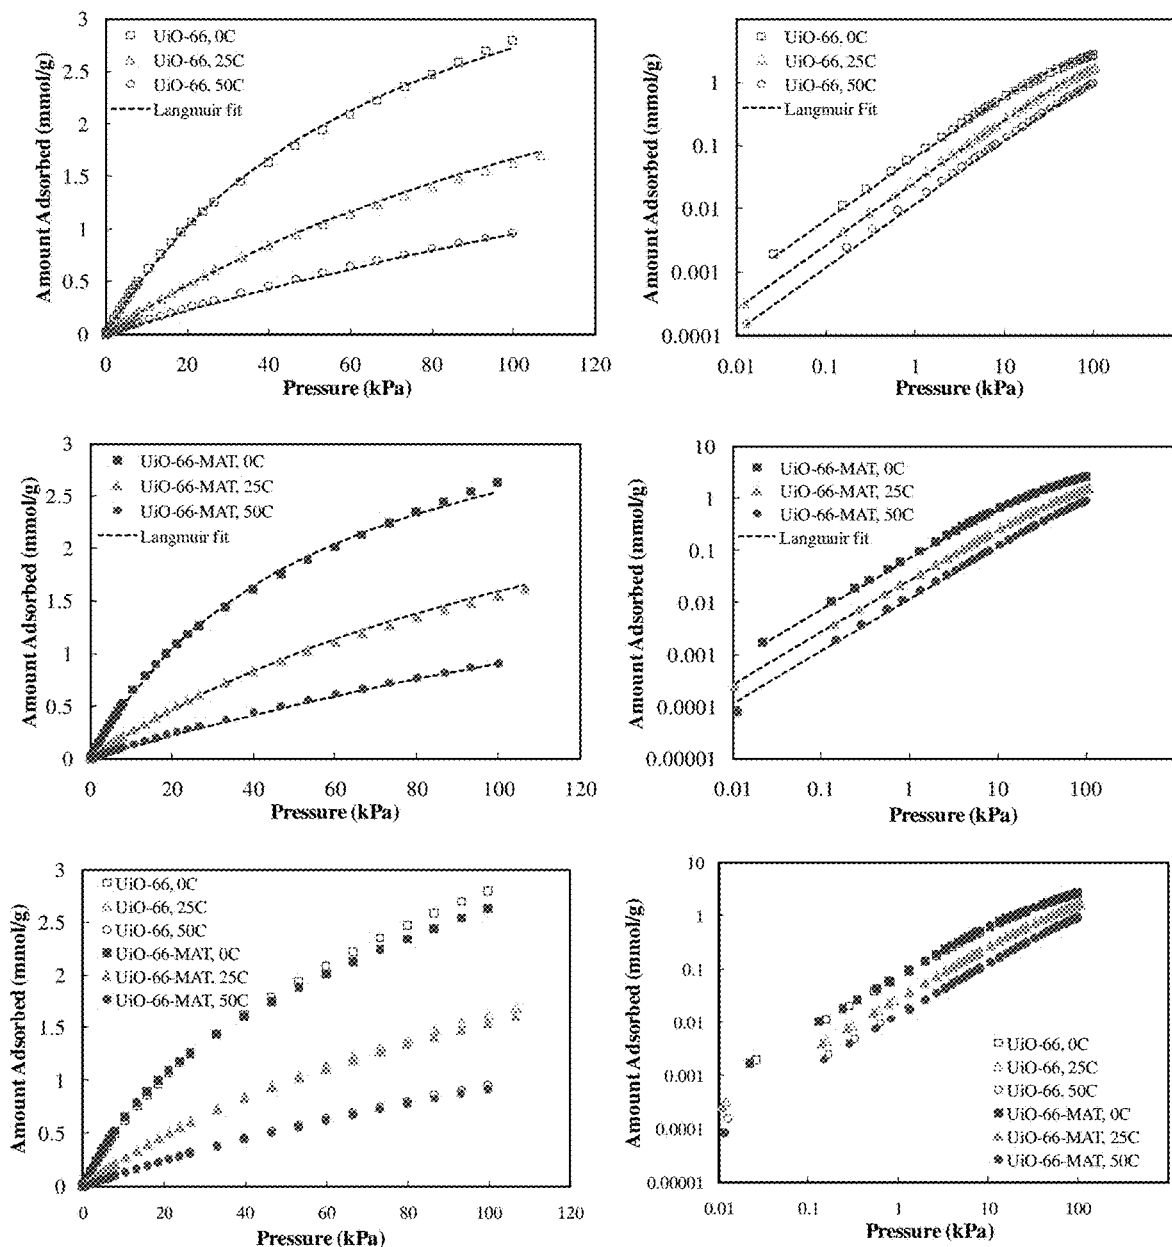 3
2.5
2
1.5
1
0.5
0
UiO-66, 0C
UiO-66, 25C
UiO-66, 50C
Langmuir fit
Amount Adsorbed (mmol/g)
0 20 40 60 80 100 120
Pressure (kPa)
1
0.1
0.01
0.001
0.0001
UiO-66, 0C
UiO-66, 25C
UiO-66, 50C
Langmuir fit
Amount Adsorbed (mmol/g)
0.01 0.1 1 10 100
Pressure (kPa)
3
2.5
2
1.5
1
0.5
0
UiO-66-MAT, 0C
UiO-66-MAT, 25C
UiO-66-MAT, 50C
Langmuir fit
Amount Adsorbed (mmol/g)
0 20 40 60 80 100 120
Pressure (kPa)
10
1
0.1
0.01
0.001
0.0001
0.00001
UiO-66-MAT, 0C
UiO-66-MAT, 25C
UiO-66-MAT, 50C
Langmuir fit
Amount Adsorbed (mmol/g)
0.01 0.1 1 10 100
Pressure (kPa)
3
2.5
2
1.5
1
0.5
0
UiO-66, 0C
UiO-66, 25C
UiO-66, 50C
UiO-66-MAT, 0C
UiO-66-MAT, 25C
UiO-66-MAT, 50C
Amount Adsorbed (mmol/g)
0 20 40 60 80 100 120
Pressure (kPa)
10
1
0.1
0.01
0.001
0.0001
0.00001
UiO-66, 0C
UiO-66, 25C
UiO-66, 50C
UiO-66-MAT, 0C
UiO-66-MAT, 25C
UiO-66-MAT, 50C
Amount Adsorbed (mmol/g)
0.01 0.1 1 10 100
Pressure (kPa)